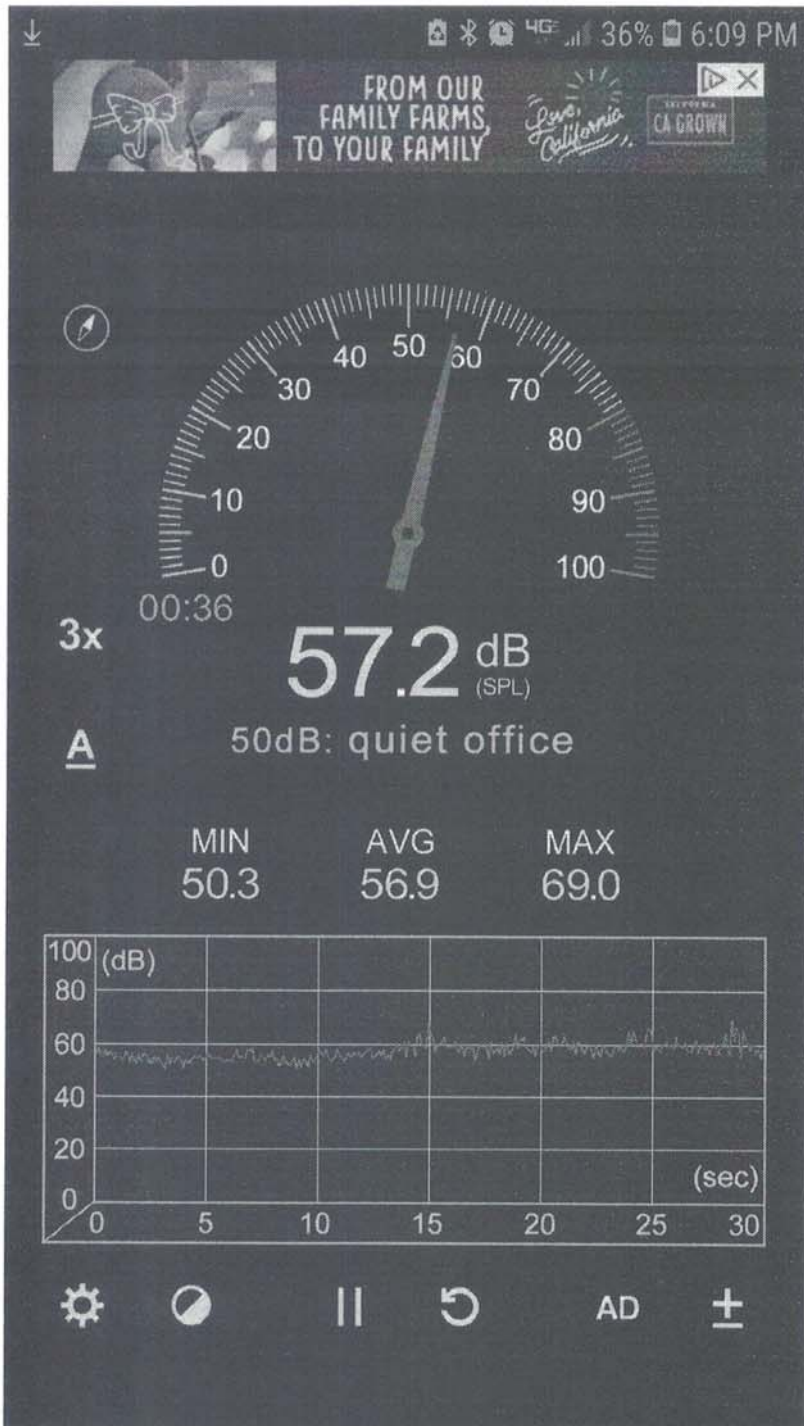 36% 6:09 PM
FROM OUR
FAMILY FARMS,
TO YOUR FAMILY
Love,
California
CALIFORNIA
CA GROWN
0
10
20
30
40
50
60
70
80
90
100
00:36
3x
57.2 dB
(SPL)
A
50dB: quiet office
MIN AVG MAX
50.3 56.9 69.0
100 (dB)
80
60
40
20
0
(sec)
0 5 10 15 20 25 30
AD